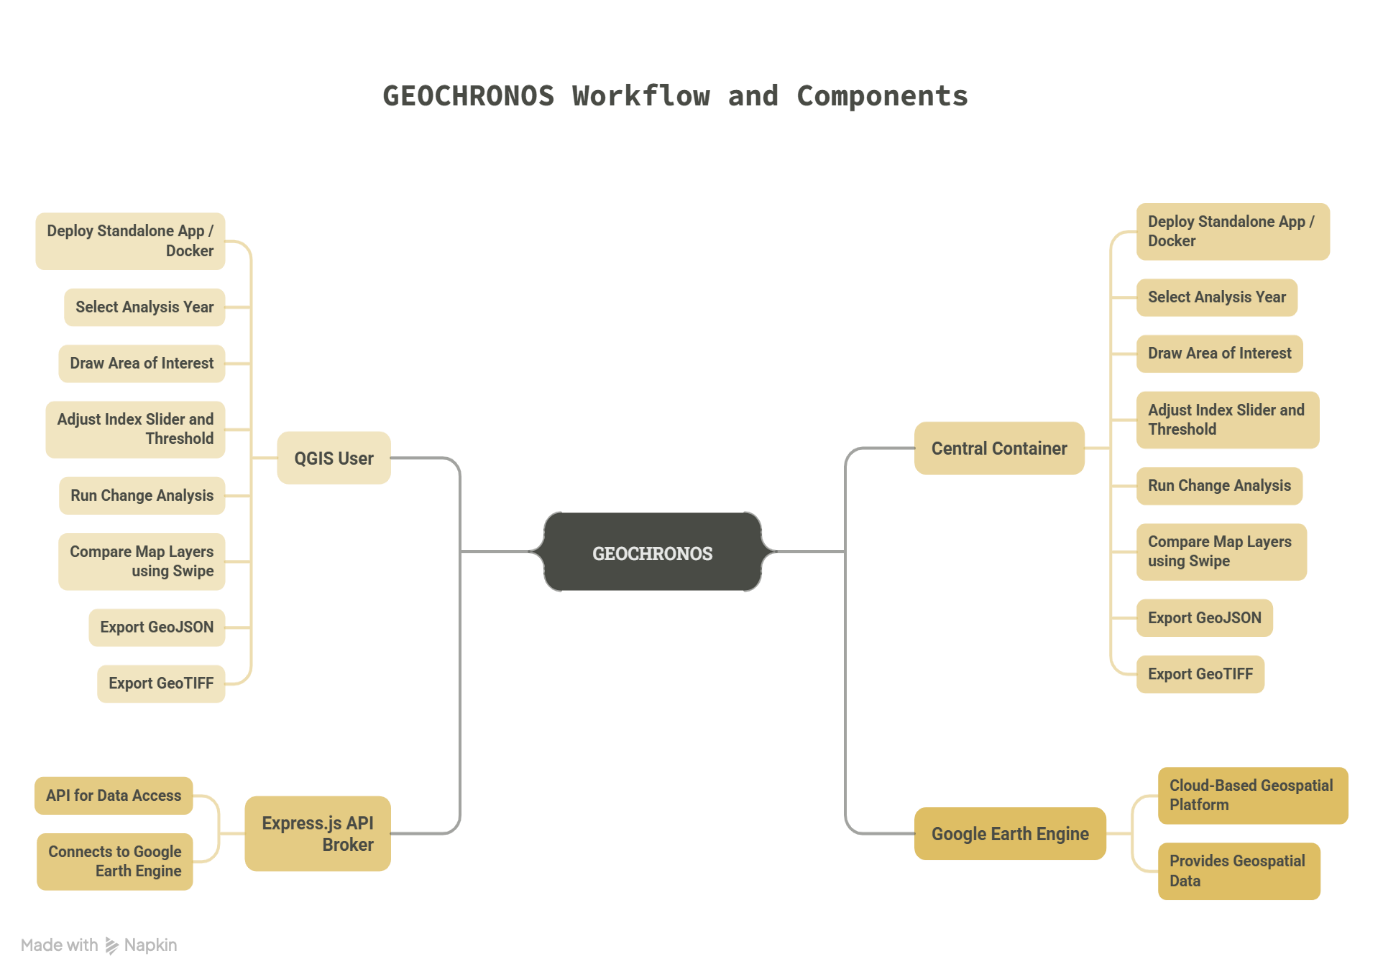 GEOCHRONOS Workflow and Components
Deploy Standalone App /
Docker
Select Analysis Year
Draw Area of Interest
Adjust Index Slider and
Threshold
Run Change Analysis
Compare Map Layers
using Swipe
Export GeoJSON
Export GeoTIFF
QGIS User
API for Data Access
Connects to Google
Earth Engine
Express.js API
Broker
GEOCHRONOS
Central Container
Deploy Standalone App /
Docker
Select Analysis Year
Draw Area of Interest
Adjust Index Slider and
Threshold
Run Change Analysis
Compare Map Layers
using Swipe
Export GeoJSON
Export GeoTIFF
Google Earth Engine
Cloud-Based Geospatial
Platform
Provides Geospatial
Data
Made with Napkin